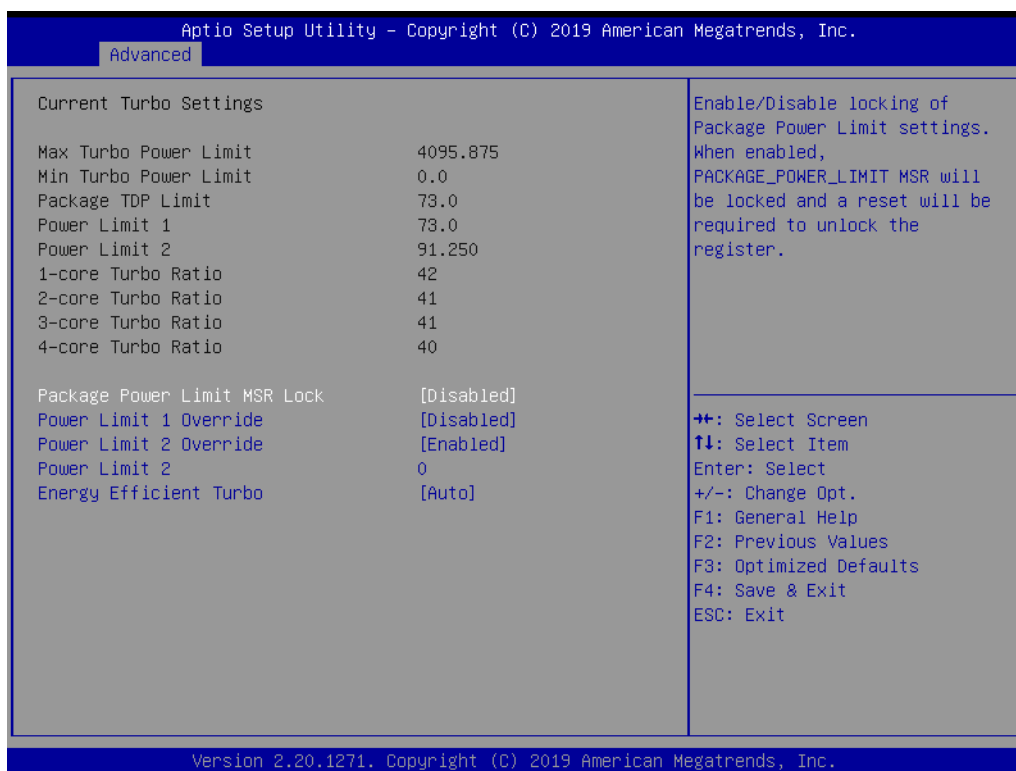 Aptio Setup Utility – Copyright (C) 2019 American Megatrends, Inc.
Advanced
Current Turbo Settings
Max Turbo Power Limit 4095.875
Min Turbo Power Limit 0.0
Package TDP Limit 73.0
Power Limit 1 73.0
Power Limit 2 91.250
1-core Turbo Ratio 42
2-core Turbo Ratio 41
3-core Turbo Ratio 41
4-core Turbo Ratio 40
Package Power Limit MSR Lock [Disabled]
Power Limit 1 Override [Disabled]
Power Limit 2 Override [Enabled]
Power Limit 2 0
Energy Efficient Turbo [Auto]
Enable/Disable locking of
Package Power Limit settings.
When enabled,
PACKAGE_POWER_LIMIT MSR will
be locked and a reset will be
required to unlock the
register.
→←: Select Screen
↑↓: Select Item
Enter: Select
+/-: Change Opt.
F1: General Help
F2: Previous Values
F3: Optimized Defaults
F4: Save & Exit
ESC: Exit
Version 2.20.1271. Copyright (C) 2019 American Megatrends, Inc.